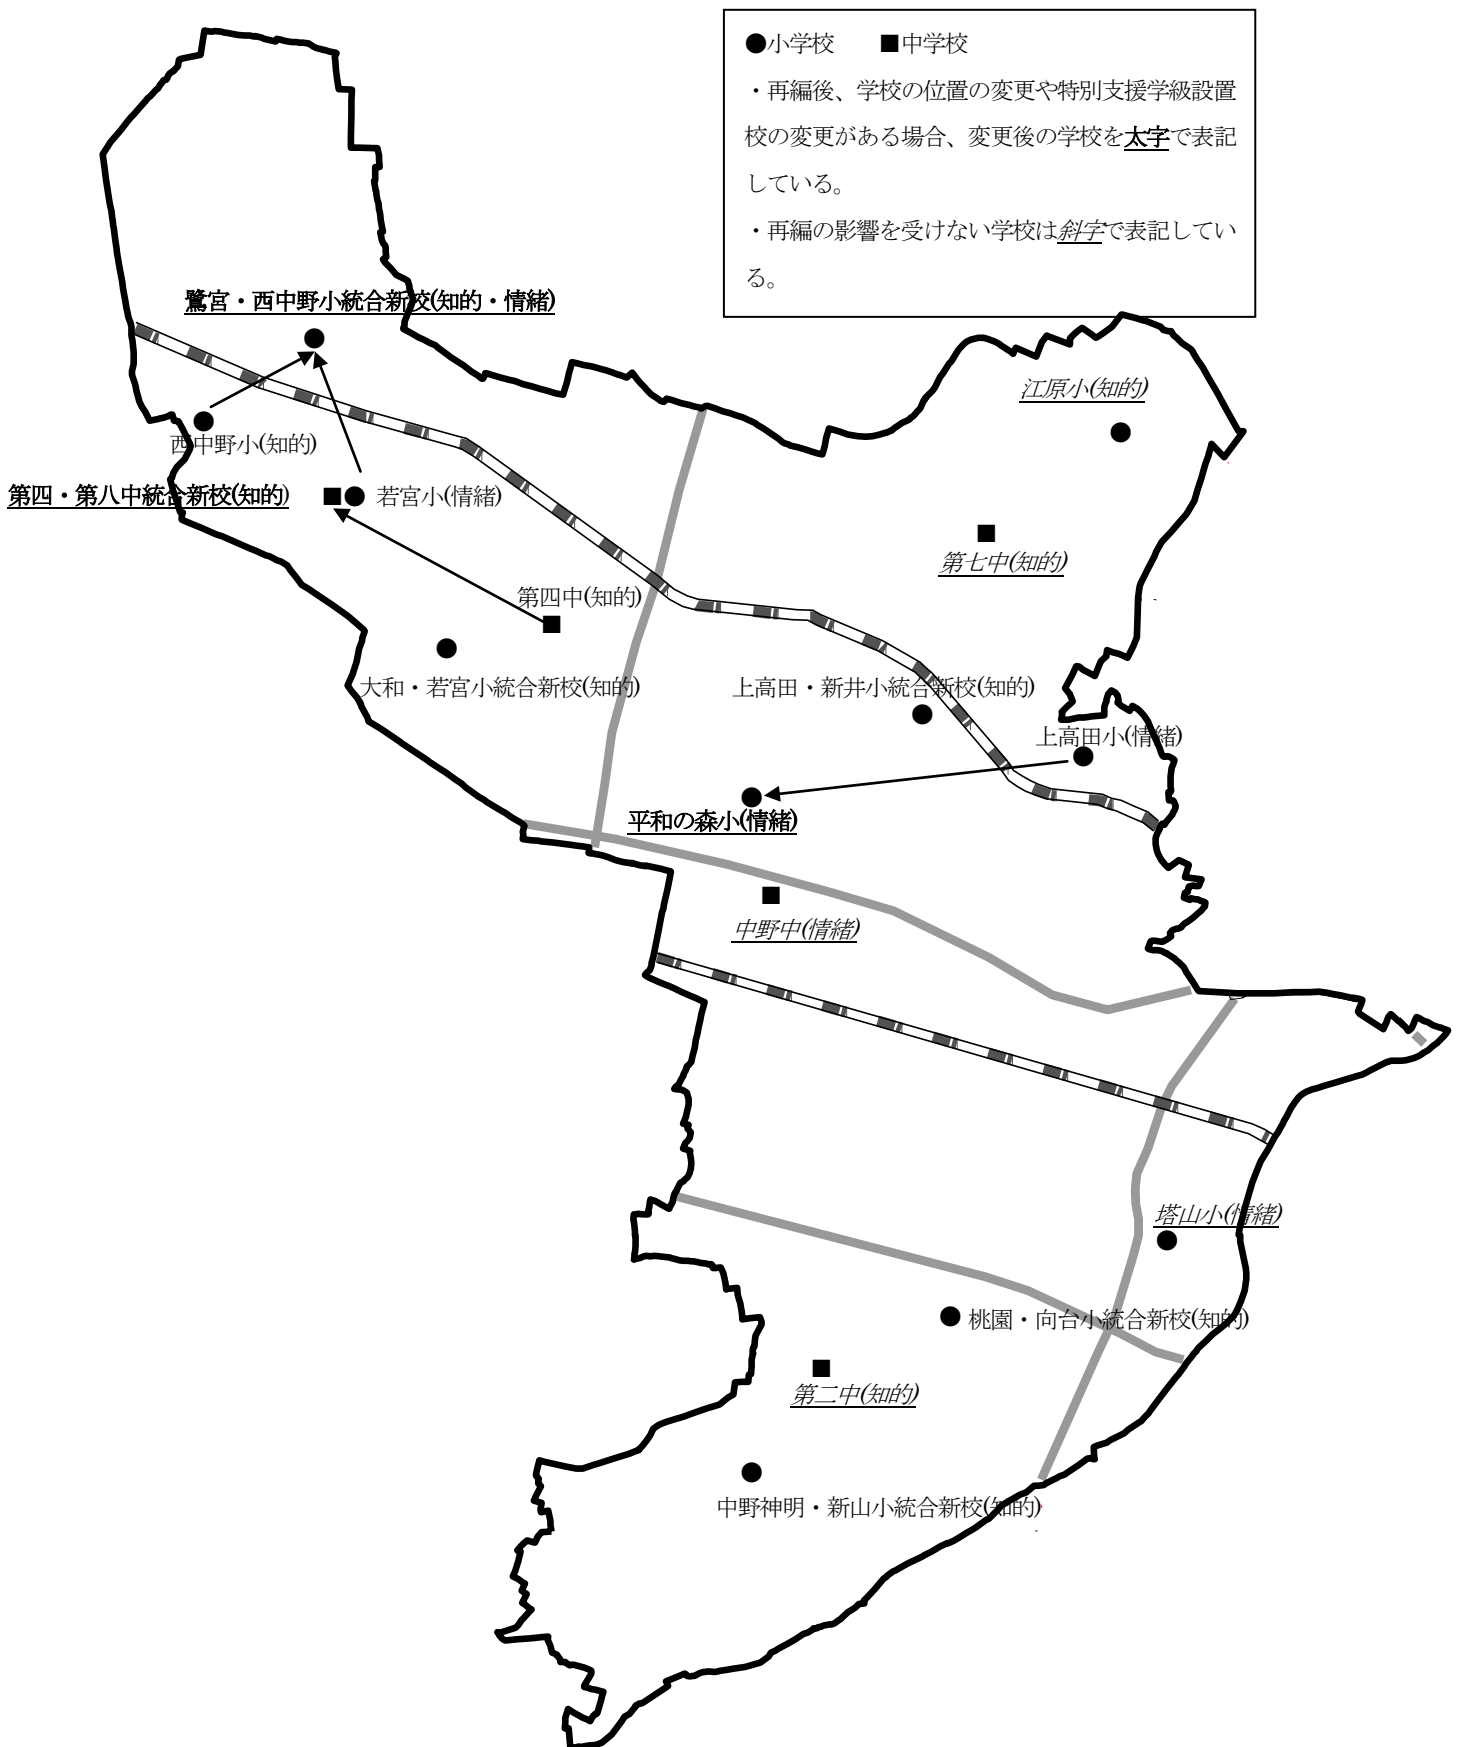 ●小学校　　■中学校
・再編後、学校の位置の変更や特別支援学級設置
校の変更がある場合、変更後の学校を太字で表記
している。
・再編の影響を受けない学校は斜字で表記してい
る。
鷺宮・西中野小統合新校(知的・情緒)
江原小(知的)
西中野小(知的)
第四・第八中統合新校(知的)
若宮小(情緒)
第七中(知的)
第四中(知的)
大和・若宮小統合新校(知的)
上高田・新井小統合新校(知的)
上高田小(情緒)
平和の森小(情緒)
中野中(情緒)
塔山小(情緒)
桃園・向台小統合新校(知的)
第二中(知的)
中野神明・新山小統合新校(知的)